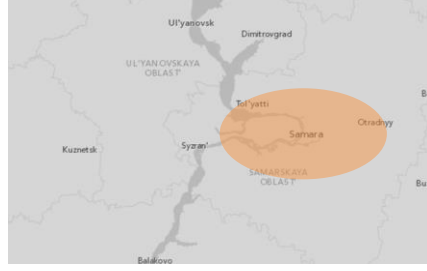 Ul'yanovsk
Dimitrovgrad
UL'YANOVSKAYA
OBLAST'
Tol'yatti
Otradnyy
Samara
Syzran'
Kuznetsk
SAMARSKAYA
OBLAST'
Balakovo